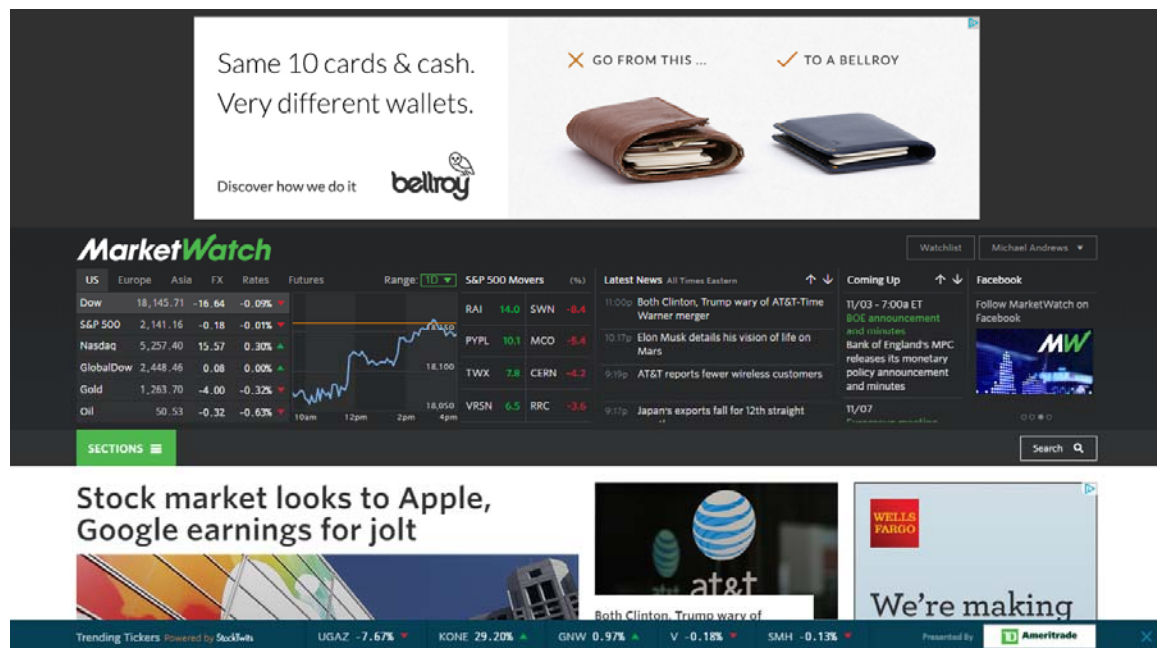 Same 10 cards & cash.
Very different wallets.
Discover how we do it
bellroy
GO FROM THIS ...
TO A BELLROY
MarketWatch
Watchlist
Michael Andrews
US Europe Asia FX Rates Futures
Range: 1D
Dow 18,145.71 -16.64 -0.09%
S&P 500 2,141.16 -0.18 -0.01%
Nasdaq 5,257.40 15.57 0.30%
GlobalDow 2,448.46 0.08 0.00%
Gold 1,263.70 -4.00 -0.32%
Oil 50.53 -0.32 -0.63%
18,150
18,100
18,050
10am 12pm 2pm 4pm
S&P 500 Movers (%)
RAI 14.0 SWN -8.4
PYPL 10.1 MCO -5.4
TWX 7.8 CERN -4.2
VRSN 6.5 RRC -3.6
Latest News All Times Eastern
11:00p Both Clinton, Trump wary of AT&T-Time
Warner merger
10:17p Elon Musk details his vision of life on
Mars
9:19p AT&T reports fewer wireless customers
9:17p Japan's exports fall for 12th straight
Coming Up
11/03 - 7:00a ET
BOE announcement
and minutes
Bank of England's MPC
releases its monetary
policy announcement
and minutes
11/07
Facebook
Follow MarketWatch on
Facebook
MW
SECTIONS
Search
Stock market looks to Apple,
Google earnings for jolt
at&t
Both Clinton, Trump wary of
WELLS
FARGO
We're making
Trending Tickers Powered by StockTwits
UGAZ -7.67%
KONE 29.20%
GNW 0.97%
V -0.18%
SMH -0.13%
Presented By
TD Ameritrade